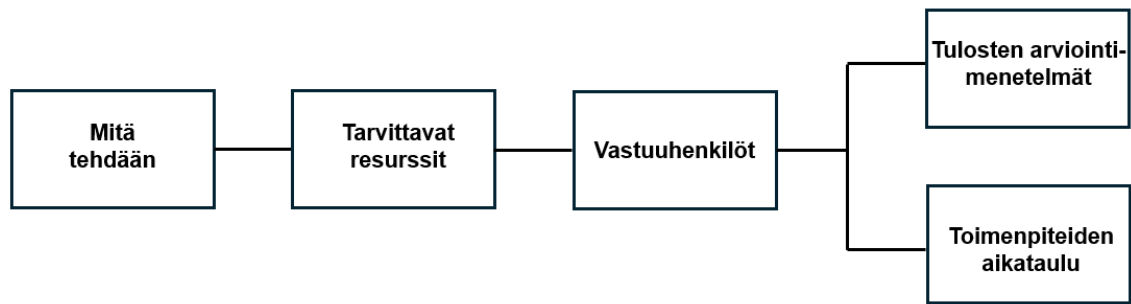 Mitä
tehdään
Tarvittavat
resurssit
Vastuuhenkilöt
Tulosten arviointi-
menetelmät
Toimenpiteiden
aikataulu